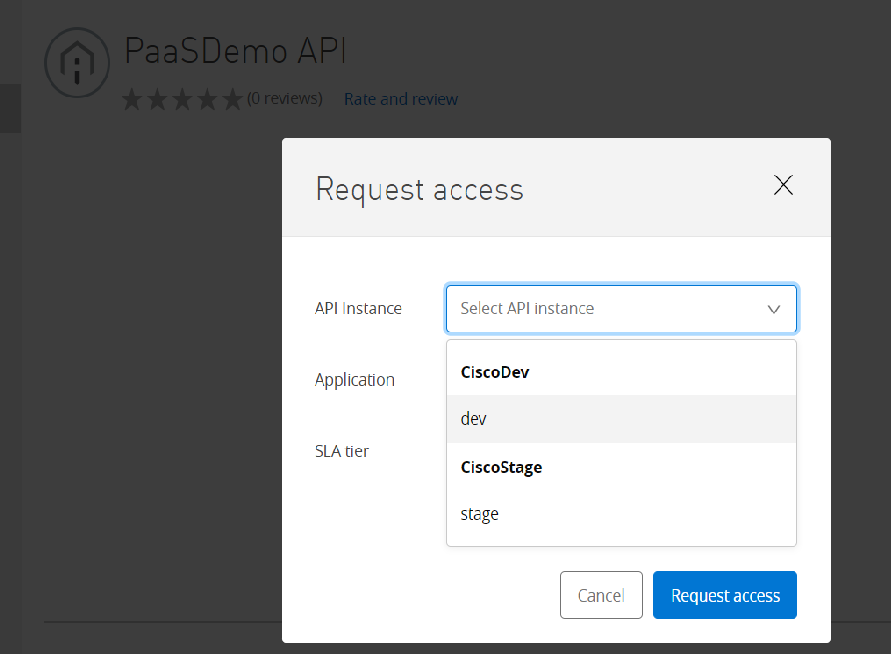 PaaSDemo API
(0 reviews) Rate and review
Request access
API Instance
Select API instance
CiscoDev
Application
dev
SLA tier
CiscoStage
stage
Cancel
Request access